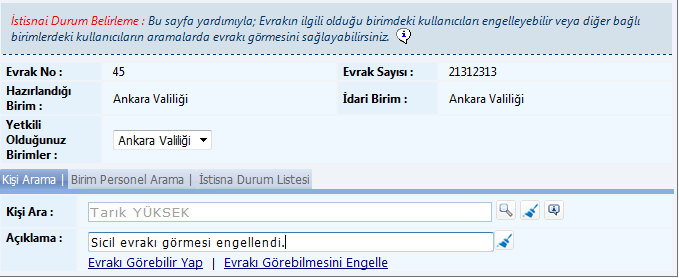 İstisnai Durum Belirleme : Bu sayfa yardımıyla; Evrakın ilgili olduğu birimdeki kullanıcıları engelleyebilir veya diğer bağlı
birimlerdeki kullanıcıların aramalarda evrakı görmesini sağlayabilirsiniz.
Evrak No : 45 Evrak Sayısı : 21312313
Hazırlandığı
Birim : Ankara Valiliği İdari Birim : Ankara Valiliği
Yetkili
Olduğunuz
Birimler : Ankara Valiliği
Kişi Arama | Birim Personel Arama | İstisna Durum Listesi
Kişi Ara : Tarık YÜKSEK
Açıklama : Sicil evrakı görmesi engellendi.
Evrakı Görebilir Yap | Evrakı Görebilmesini Engelle